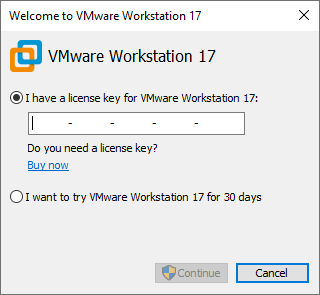 Welcome to VMware Workstation 17
VMware Workstation 17
I have a license key for VMware Workstation 17:
- - - -
Do you need a license key?
Buy now
I want to try VMware Workstation 17 for 30 days
Continue
Cancel